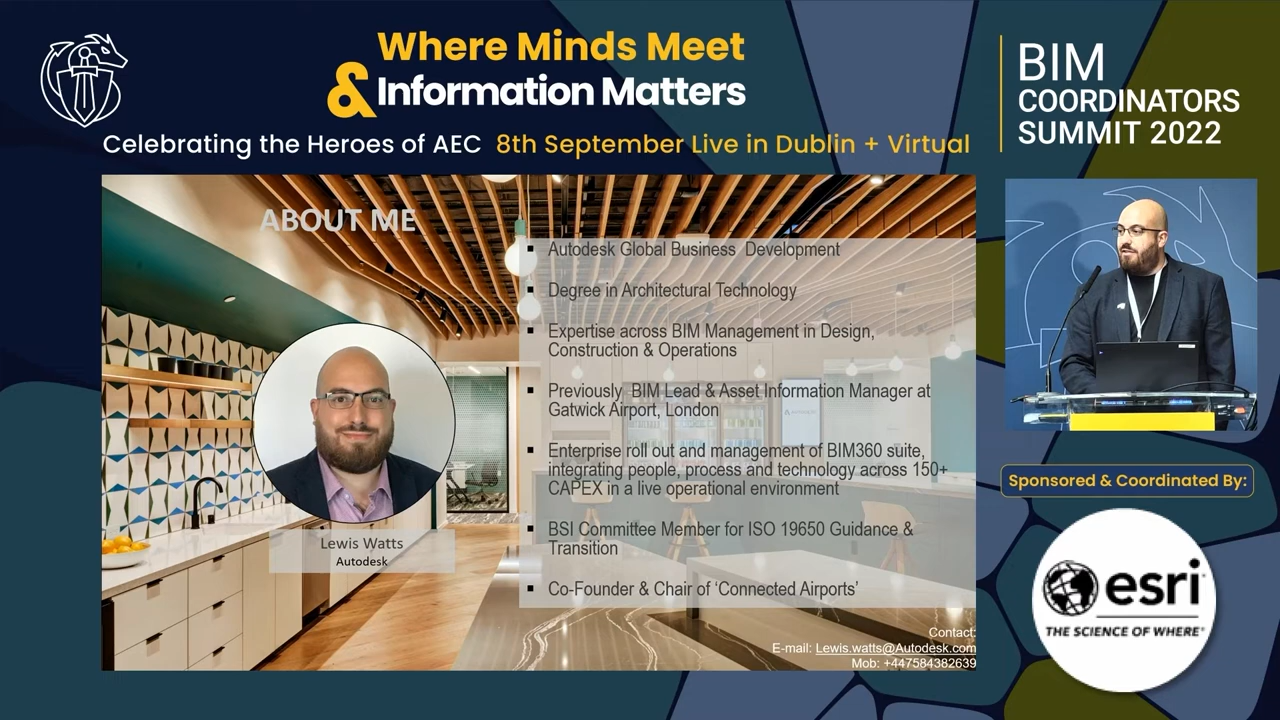 Where Minds Meet
& Information Matters
Celebrating the Heroes of AEC 8th September Live in Dublin + Virtual
BIM
COORDINATORS
SUMMIT 2022
ABOUT ME
Lewis Watts
Autodesk
▪ Autodesk Global Business Development
▪ Degree in Architectural Technology
▪ Expertise across BIM Management in Design,
Construction & Operations
▪ Previously BIM Lead & Asset Information Manager at
Gatwick Airport, London
▪ Enterprise roll out and management of BIM360 suite,
integrating people, process and technology across 150+
CAPEX in a live operational environment
▪ BSI Committee Member for ISO 19650 Guidance &
Transition
▪ Co-Founder & Chair of ‘Connected Airports’
Contact:
E-mail: Lewis.watts@Autodesk.com
Mob: +447584382639
Sponsored & Coordinated By:
esri
THE SCIENCE OF WHERE®